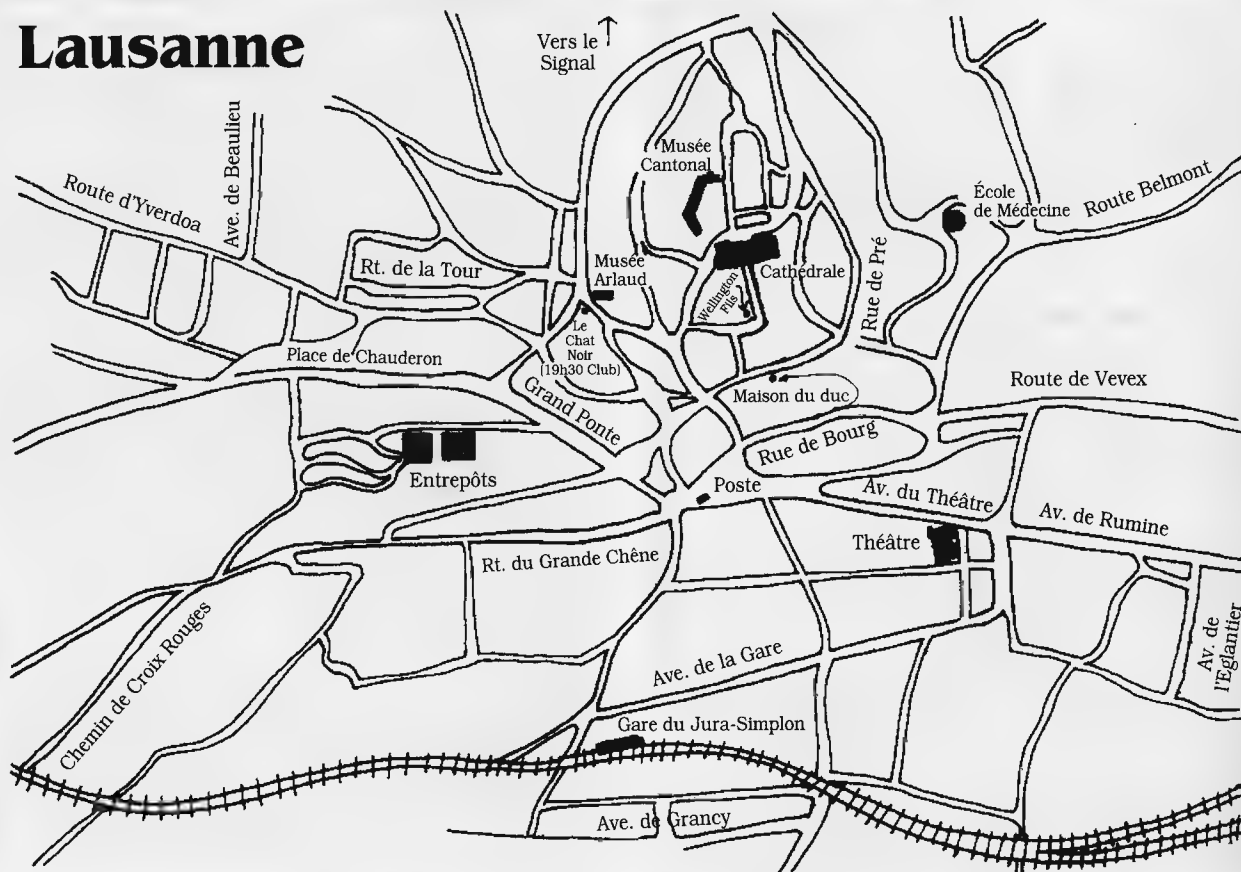 Lausanne
Vers le
Signal
Ave. de Beaulieu
Route d'Yverdoa
Musée
Cantonal
École
de Médecine
Route Belmont
Rt. de la Tour
Musée
Arlaud
Cathédrale
Wellington
Fils
Rue de Pré
Le
Chat
Noir
(19h30 Club)
Place de Chauderon
Grand Ponte
Maison du duc
Route de Vevex
Rue de Bourg
Entrepôts
Poste
Av. du Théâtre
Av. de Rumine
Théâtre
Rt. du Grande Chêne
Chemin de Croix Rouges
Ave. de la Gare
Av. de
l'Eglantier
Gare du Jura-Simplon
Ave. de Grancy